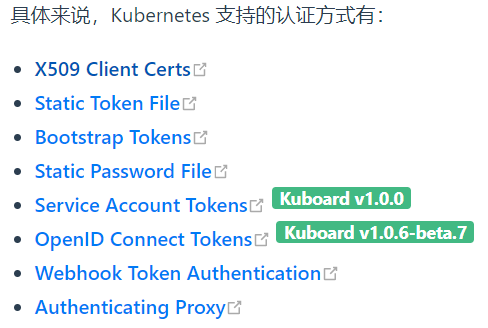 具体来说，Kubernetes 支持的认证方式有：
X509 Client Certs
Static Token File
Bootstrap Tokens
Static Password File
Service Account Tokens Kuboard v1.0.0
OpenID Connect Tokens Kuboard v1.0.6-beta.7
Webhook Token Authentication
Authenticating Proxy